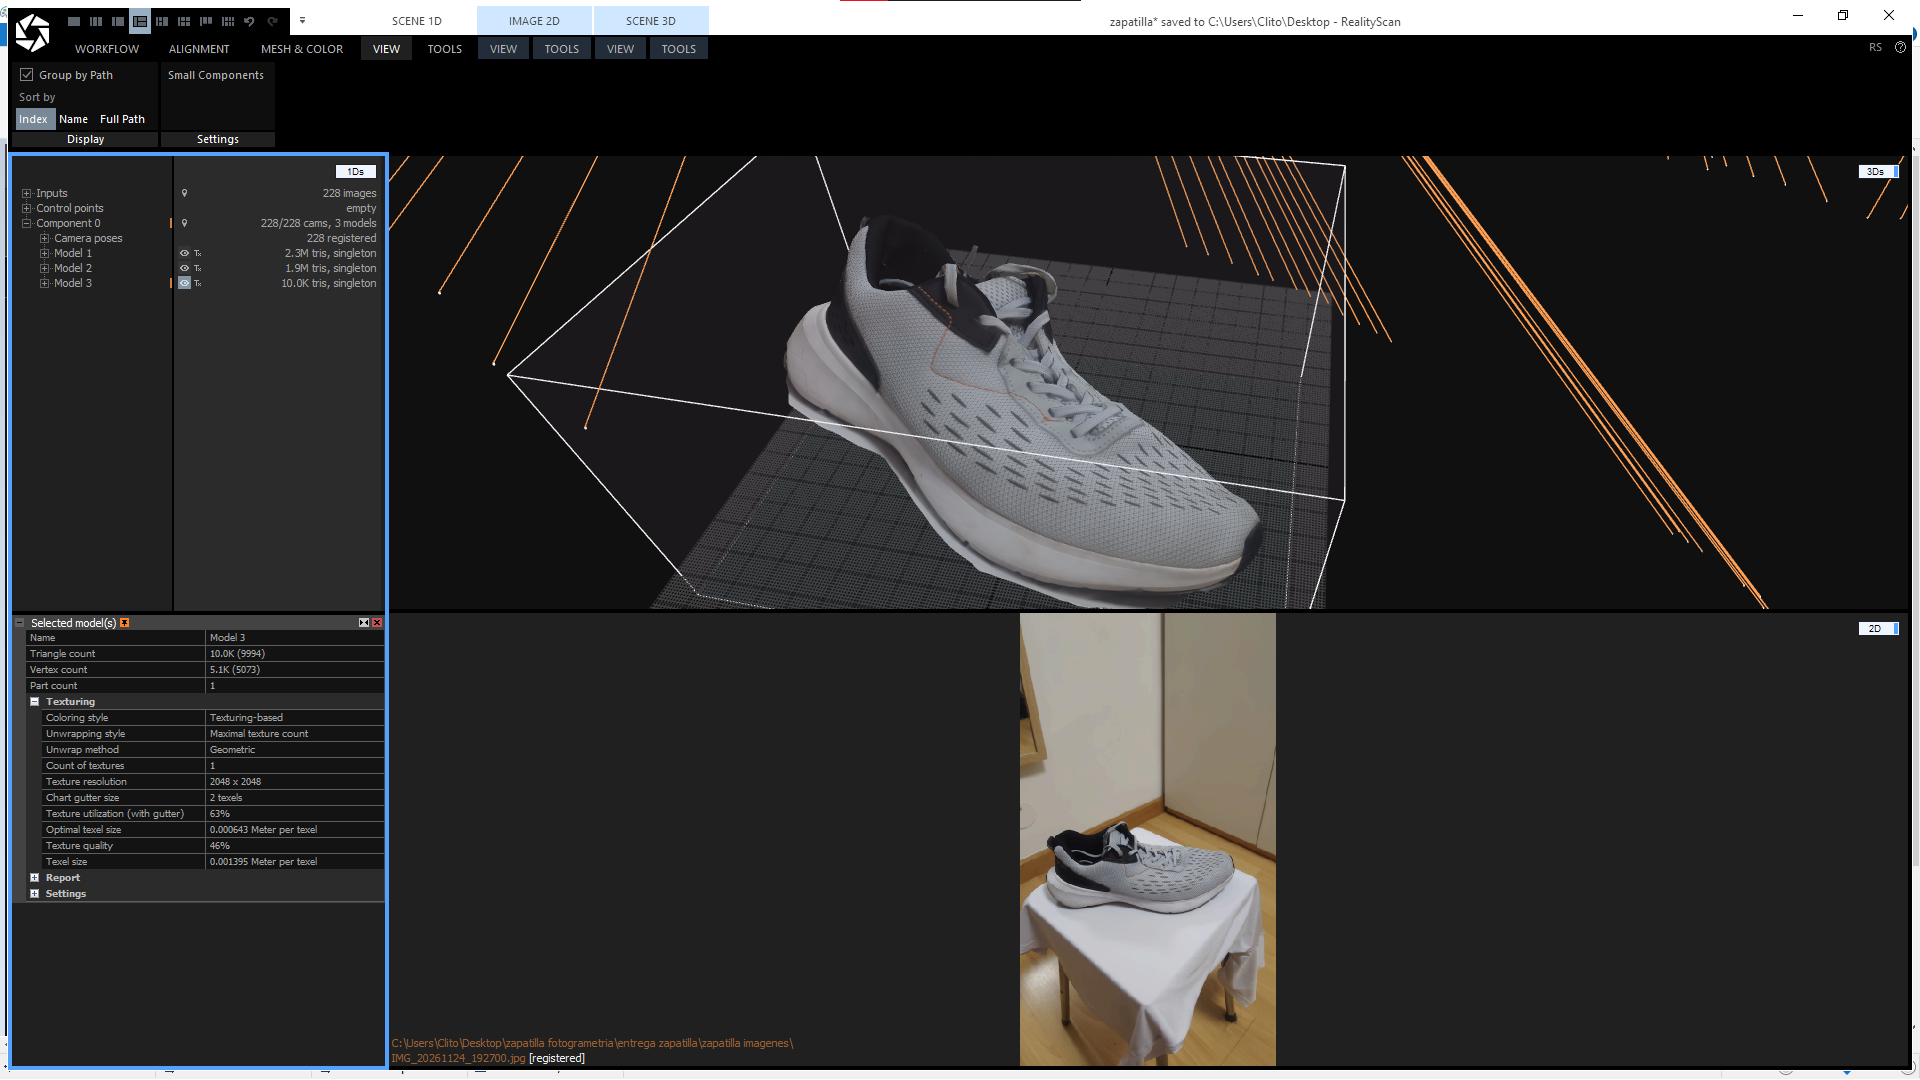 SCENE 1D IMAGE 2D SCENE 3D zapatilla* saved to C:\Users\Clito\Desktop - RealityScan
WORKFLOW ALIGNMENT MESH & COLOR VIEW TOOLS VIEW TOOLS VIEW TOOLS RS
Group by Path Small Components
Sort by
Index Name Full Path
Display Settings
1Ds
3Ds
Inputs 228 images
Control points empty
Component 0 228/228 cams, 3 models
Camera poses 228 registered
Model 1 Tx 2.3M tris, singleton
Model 2 Tx 1.9M tris, singleton
Model 3 Tx 10.0K tris, singleton
Selected model(s)
2D
Name Model 3
Triangle count 10.0K (9994)
Vertex count 5.1K (5073)
Part count 1
Texturing
Coloring style Texturing-based
Unwrapping style Maximal texture count
Unwrap method Geometric
Count of textures 1
Texture resolution 2048 x 2048
Chart gutter size 2 texels
Texture utilization (with gutter) 63%
Optimal texel size 0.000643 Meter per texel
Texture quality 46%
Texel size 0.001395 Meter per texel
Report
Settings
C:\Users\Clito\Desktop\zapatilla fotogrametria\entrega zapatilla\zapatilla imagenes\
IMG_20261124_192700.jpg [registered]